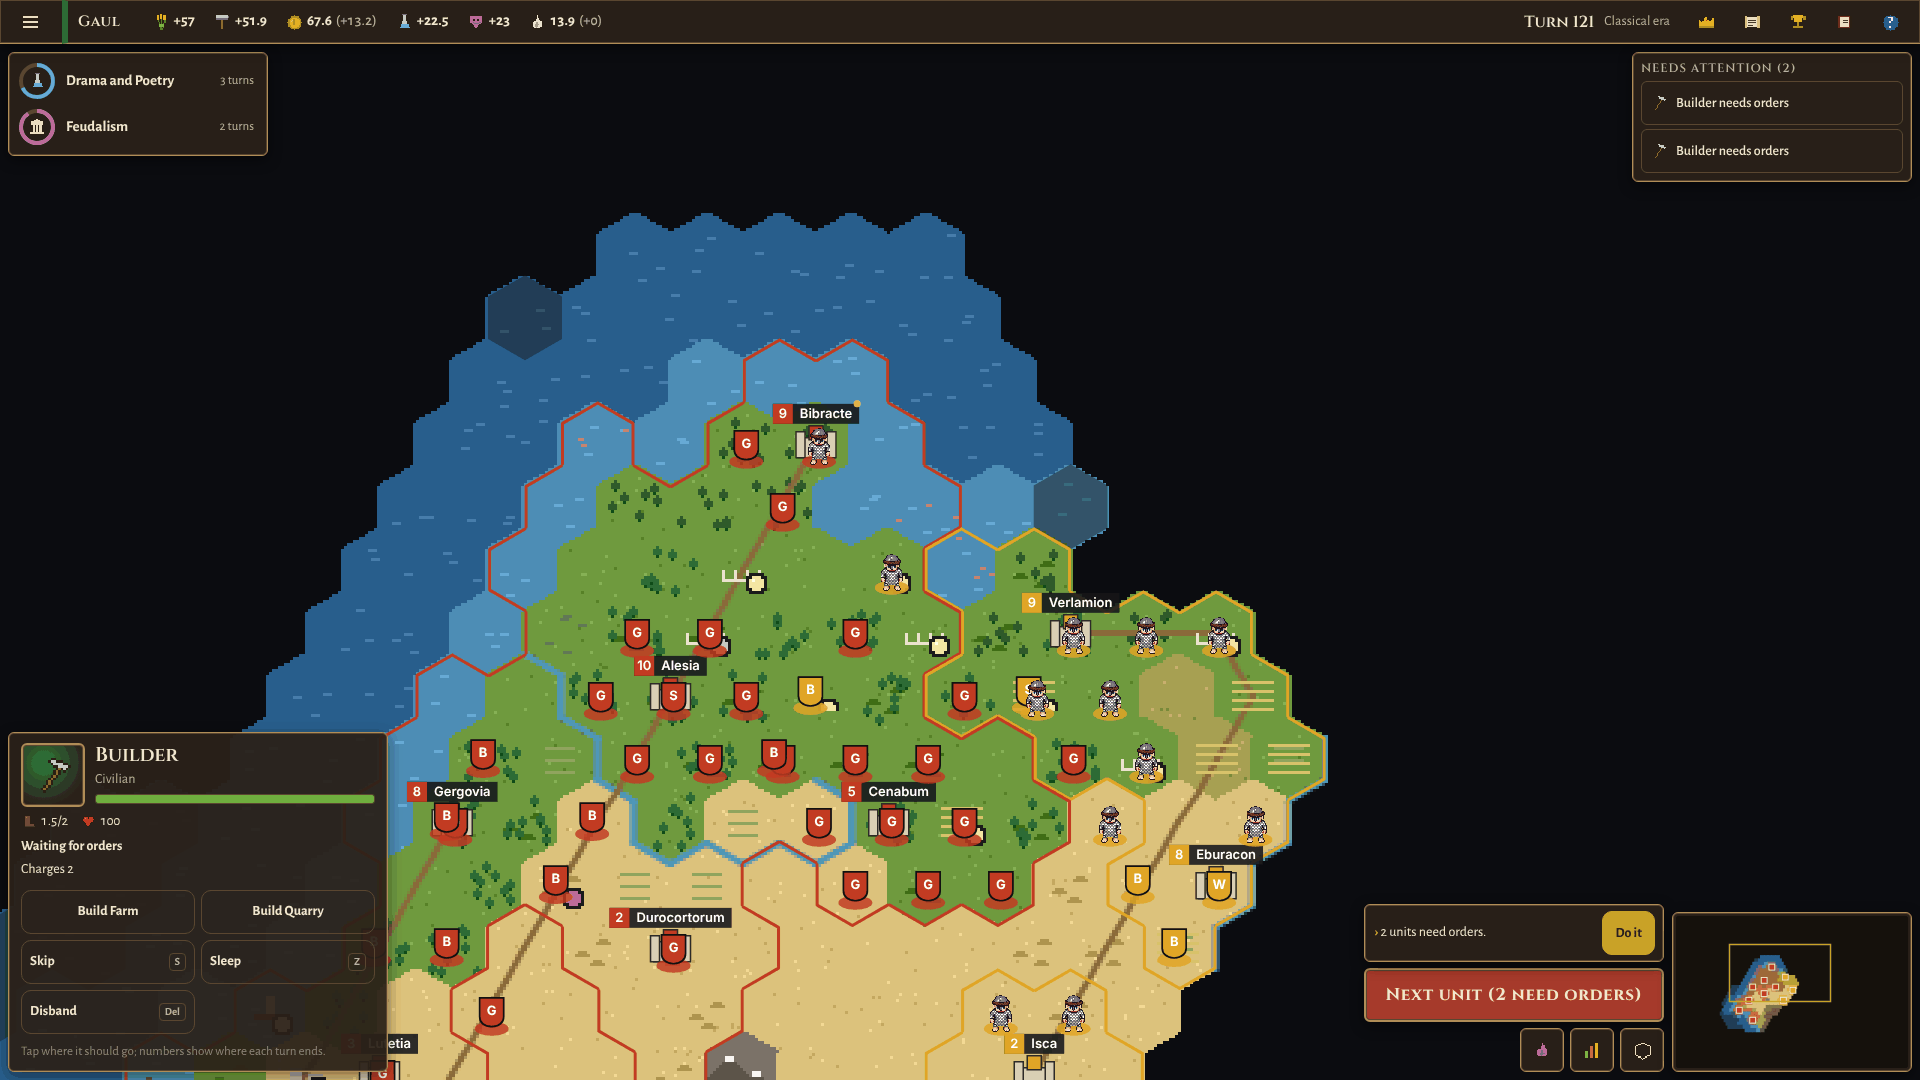 GAUL +57 +51.9 67.6 (+13.2) +22.5 +23 13.9 (+0) TURN 121 Classical era
Drama and Poetry 3 turns
Feudalism 2 turns
NEEDS ATTENTION (2)
Builder needs orders
Builder needs orders
9 Bibracte
G
G
9 Verlamion
G G G
10 Alesia
G S G B G
B G G B G G G
8 Gergovia
5 Cenabum
B B G G G
8 Eburacon
B G G G B W
2 Durocortorum
B G B
G
2 Isca
G
BUILDER
Civilian
1.5/2 100
Waiting for orders
Charges 2
Build Farm Build Quarry
Skip S Sleep Z
Disband Del
Tap where it should go; numbers show where each turn ends.
› 2 units need orders. Do it
NEXT UNIT (2 NEED ORDERS)